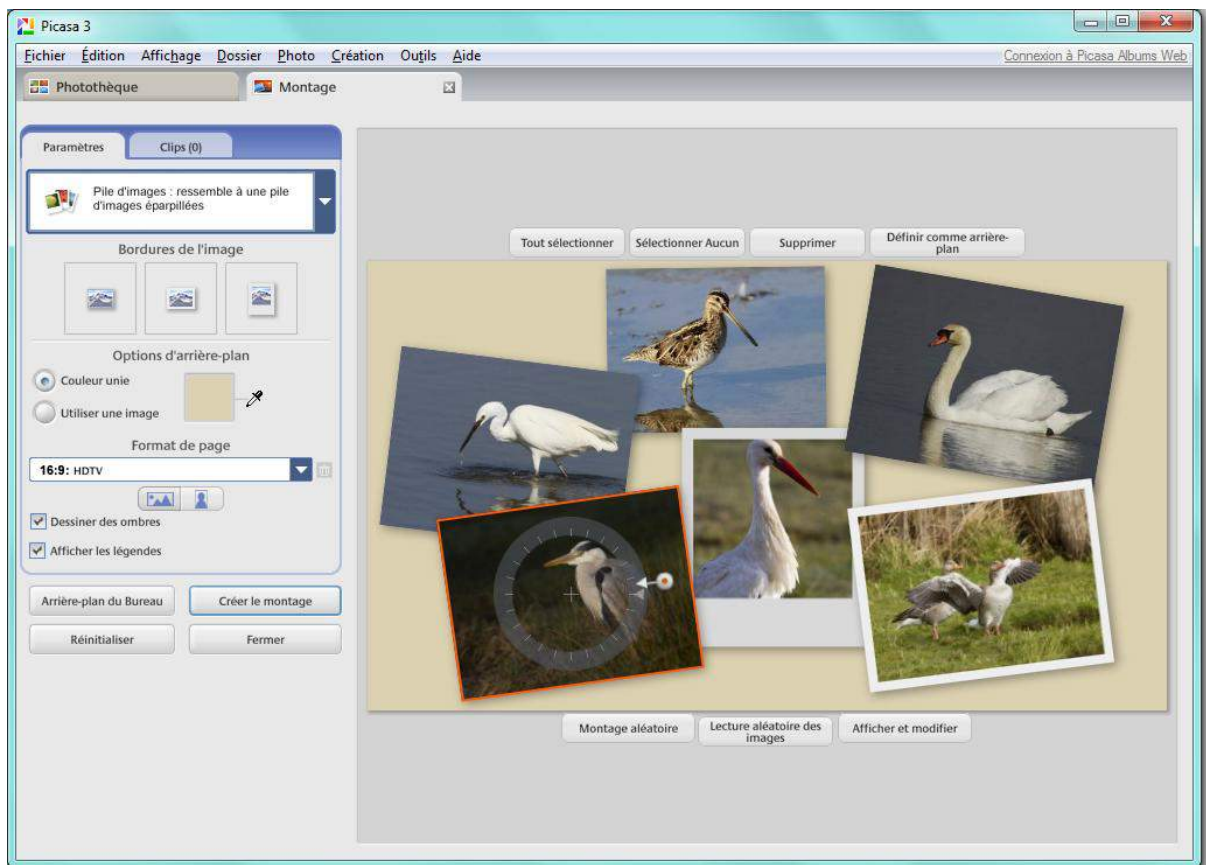 Picasa 3
Fichier Édition Affichage Dossier Photo Création Outils Aide
Connexion à Picasa Albums Web
Photothèque
Montage
Paramètres
Clips (0)
Pile d'images : ressemble à une pile
d'images éparpillées
Bordures de l'image
Options d'arrière-plan
Couleur unie
Utiliser une image
Format de page
16:9: HDTV
Dessiner des ombres
Afficher les légendes
Arrière-plan du Bureau
Créer le montage
Réinitialiser
Fermer
Tout sélectionner
Sélectionner Aucun
Supprimer
Définir comme arrière-
plan
Montage aléatoire
Lecture aléatoire des
images
Afficher et modifier